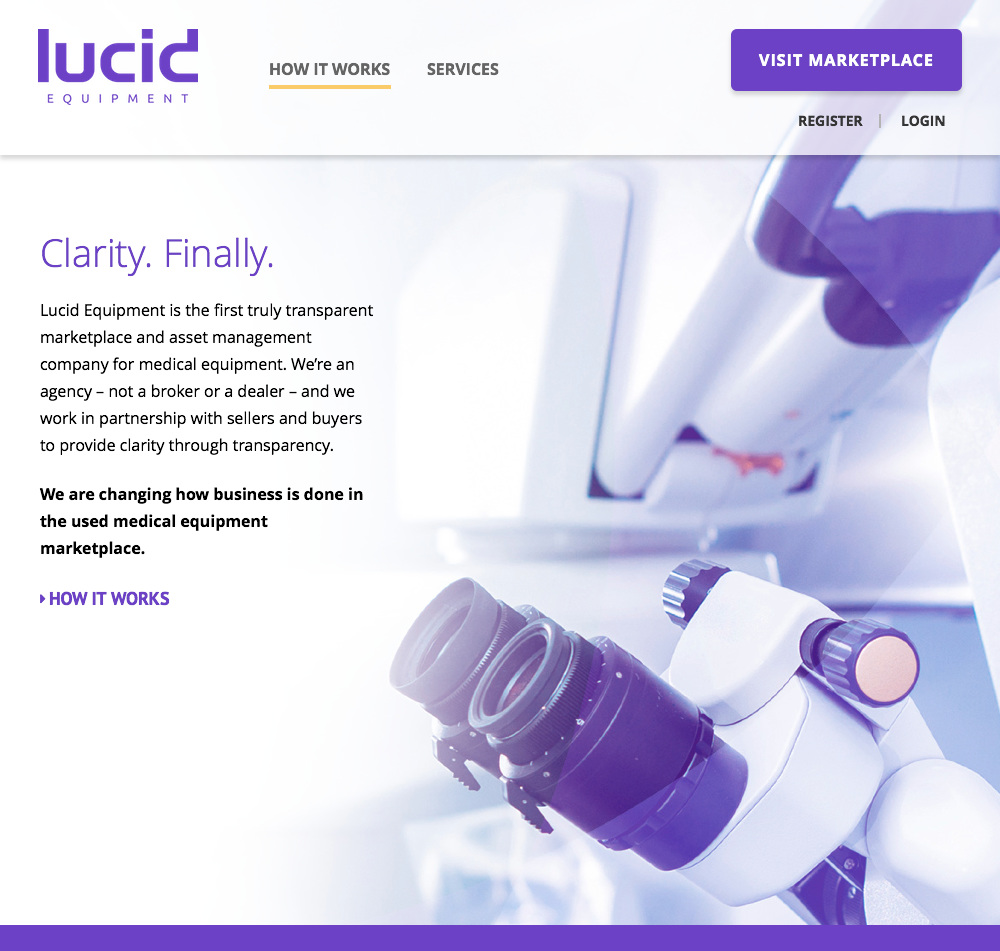 lucid
EQUIPMENT
HOW IT WORKS
SERVICES
VISIT MARKETPLACE
REGISTER | LOGIN
Clarity. Finally.
Lucid Equipment is the first truly transparent
marketplace and asset management
company for medical equipment. We’re an
agency – not a broker or a dealer – and we
work in partnership with sellers and buyers
to provide clarity through transparency.
We are changing how business is done in
the used medical equipment
marketplace.
HOW IT WORKS